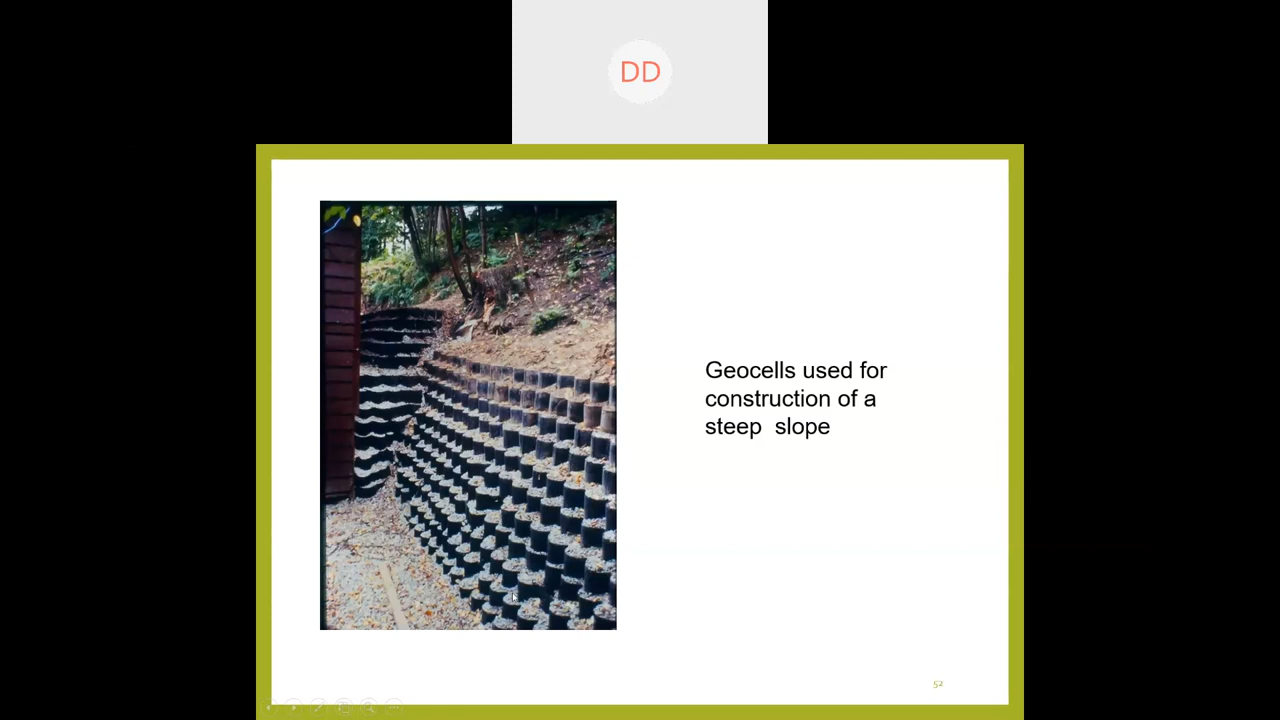 DD
Geocells used for
construction of a
steep  slope
52